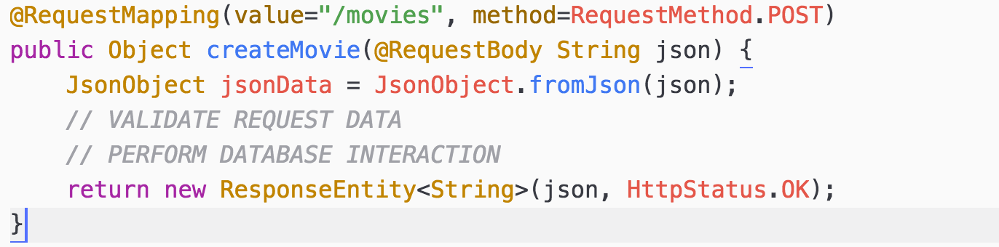 @RequestMapping(value="/movies", method=RequestMethod.POST)
public Object createMovie(@RequestBody String json) {
    JsonObject jsonData = JsonObject.fromJson(json);
    // VALIDATE REQUEST DATA
    // PERFORM DATABASE INTERACTION
    return new ResponseEntity<String>(json, HttpStatus.OK);
}